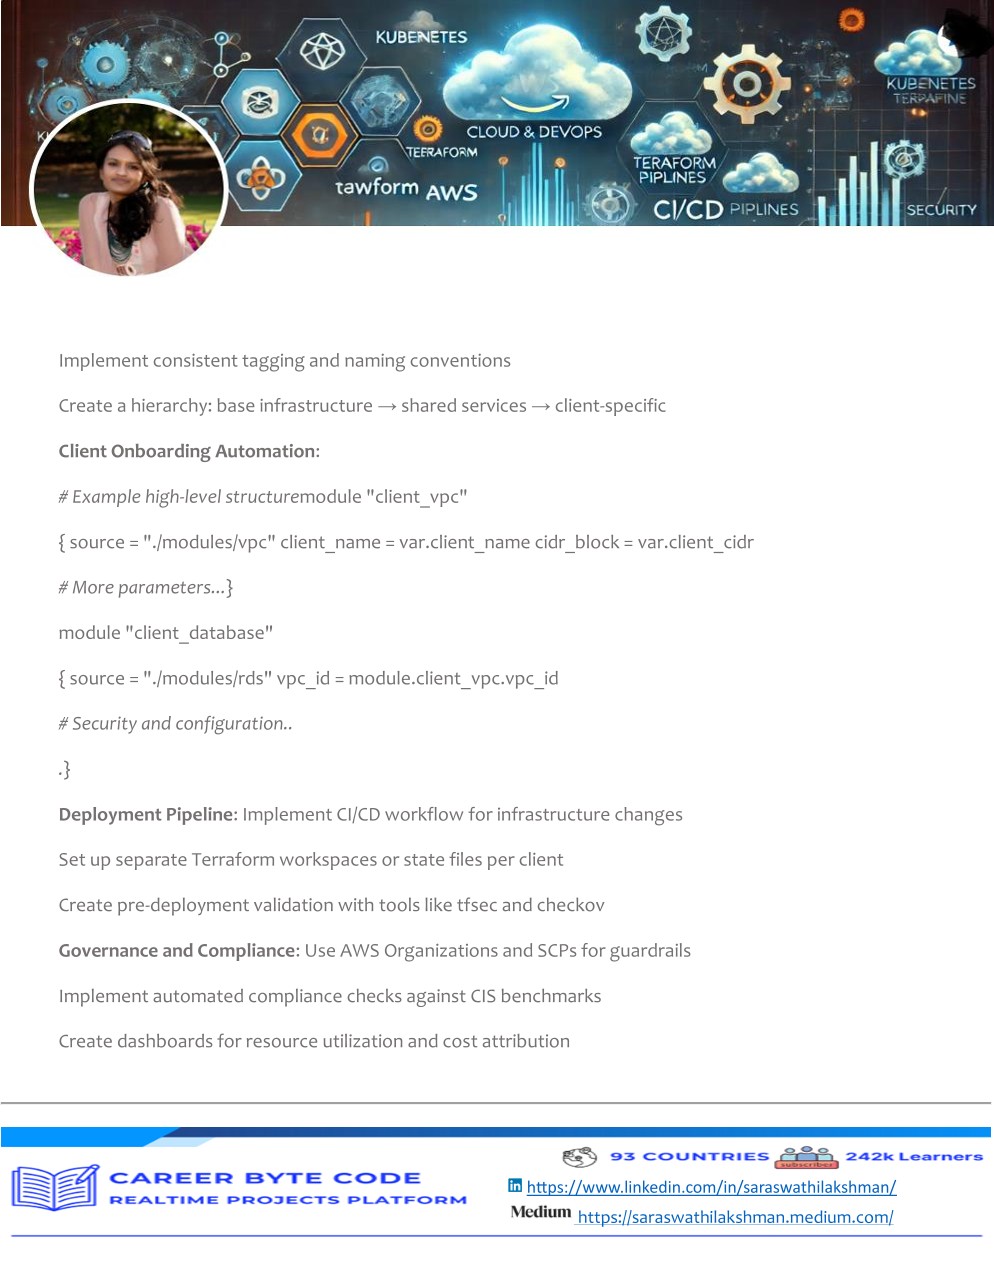 KUBENETES
CLOUD & DEVOPS
TEERAFORM
tawform AWS
TERAFORM
PIPLINES
CI/CD PIPLINES
KUBENETES
TERPAFINE
SECURITY
Implement consistent tagging and naming conventions
Create a hierarchy: base infrastructure → shared services → client-specific
Client Onboarding Automation:
# Example high-level structuremodule "client_vpc"
{ source = "./modules/vpc" client_name = var.client_name cidr_block = var.client_cidr
# More parameters...}
module "client_database"
{ source = "./modules/rds" vpc_id = module.client_vpc.vpc_id
# Security and configuration..
.}
Deployment Pipeline: Implement CI/CD workflow for infrastructure changes
Set up separate Terraform workspaces or state files per client
Create pre-deployment validation with tools like tfsec and checkov
Governance and Compliance: Use AWS Organizations and SCPs for guardrails
Implement automated compliance checks against CIS benchmarks
Create dashboards for resource utilization and cost attribution
CAREER BYTE CODE
REALTIME PROJECTS PLATFORM
93 COUNTRIES
subscriber
242k Learners
in https://www.linkedin.com/in/saraswathilakshman/
Medium https://saraswathilakshman.medium.com/